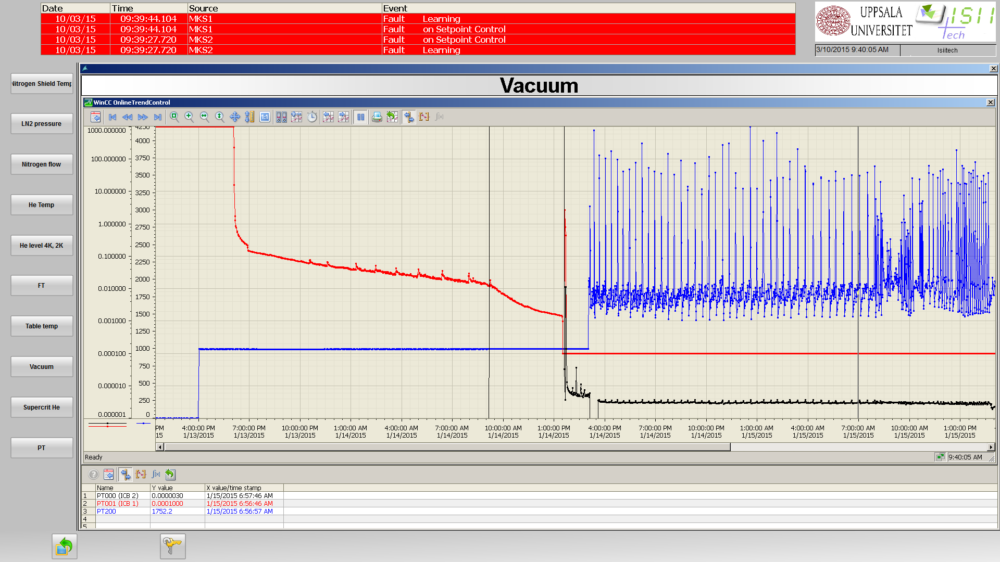 Date Time Source Event
10/03/15 09:39:44.104 MKS1 Fault Learning
10/03/15 09:39:44.104 MKS1 Fault on Setpoint Control
10/03/15 09:39:27.720 MKS2 Fault on Setpoint Control
10/03/15 09:39:27.720 MKS2 Fault Learning
UPPSALA
UNIVERSITET
ISII
Tech
3/10/2015 9:40:05 AM Isiitech
Nitrogen Shield Temp
LN2 pressure
Nitrogen flow
He Temp
He level 4K, 2K
FT
Table temp
Vacuum
Supercrit He
PT
Vacuum
WinCC OnlineTrendControl
1:1
1000.000000
100.000000
10.000000
1.000000
0.100000
0.010000
0.001000
0.000100
0.000010
0.000001
4250
4000
3750
3500
3250
3000
2750
2500
2250
2000
1750
1500
1250
1000
750
500
250
0
PM 4:00:00 PM 7:00:00 PM 10:00:00 PM 1:00:00 AM 4:00:00 AM 7:00:00 AM 10:00:00 AM 1:00:00 PM 4:00:00 PM 7:00:00 PM 10:00:00 PM 1:00:00 AM 4:00:00 AM 7:00:00 AM 10:00:00 AM 1:00:00 PM
15 1/13/2015 1/13/2015 1/13/2015 1/14/2015 1/14/2015 1/14/2015 1/14/2015 1/14/2015 1/14/2015 1/14/2015 1/14/2015 1/15/2015 1/15/2015 1/15/2015 1/15/2015 1/15/2015
Ready 9:40:05 AM
Name Y value X value/time stamp
1 PT000 (ICB 2) 0.0000030 1/15/2015 6:57:46 AM
2 PT001 (ICB 1) 0.0001000 1/15/2015 6:56:46 AM
3 PT200 1752.2 1/15/2015 6:56:57 AM
4
5